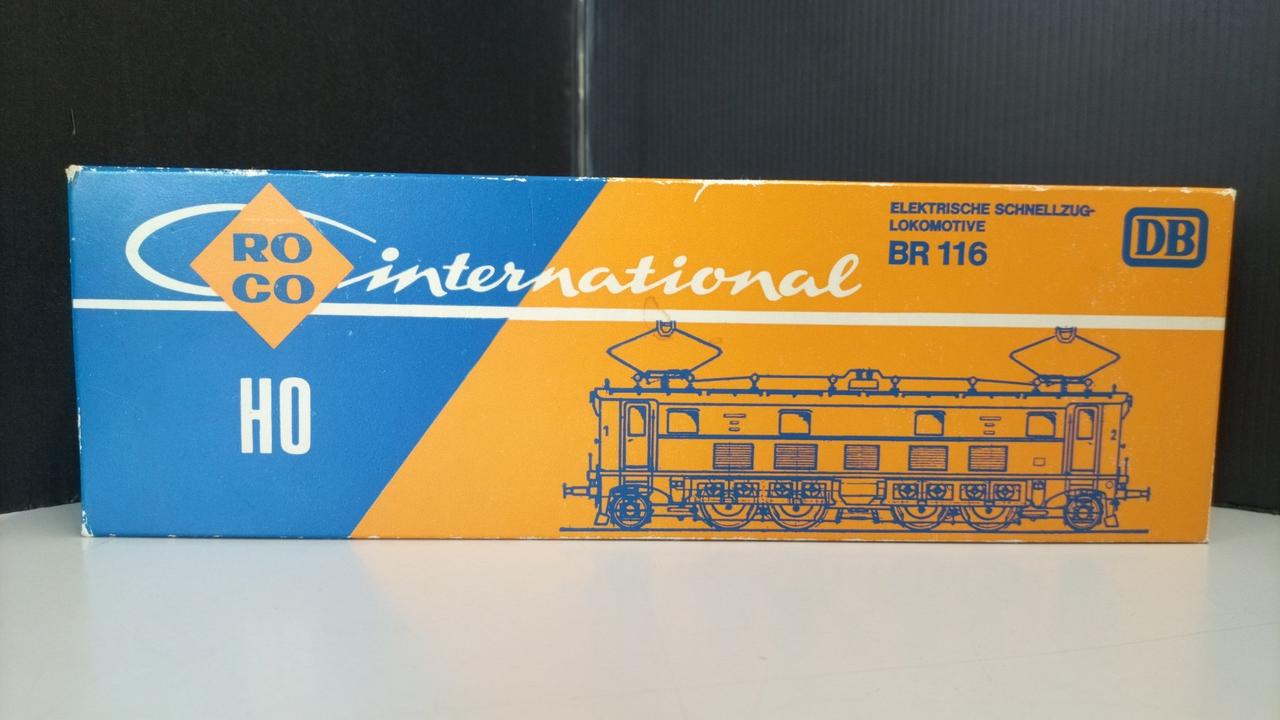 RO
CO
international
HO
ELEKTRISCHE SCHNELLZUG-
LOKOMOTIVE
BR 116
DB
1
2